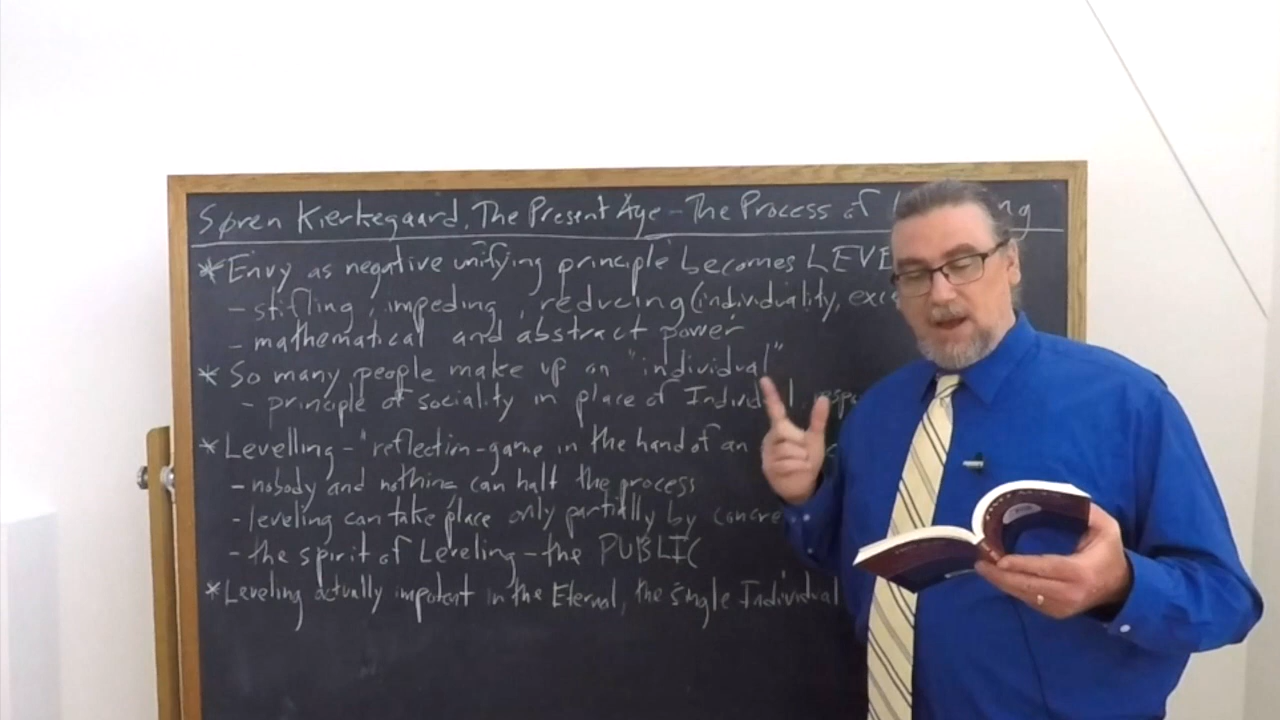 Søren Kierkegaard, The Present Age - The Process of
* Envy as negative unifying principle becomes LEVE
- stifling, impeding, reducing (individuality, exce
- mathematical and abstract power
* So many people make up an "individual"
- principle of sociality in place of Individual, respo
* Levelling - "reflection-game in the hand of an
- nobody and nothing can halt the process
- leveling can take place only partially by concre
- the spirit of Leveling - the PUBLIC
* Leveling actually impotent in the Eternal, the single Individual